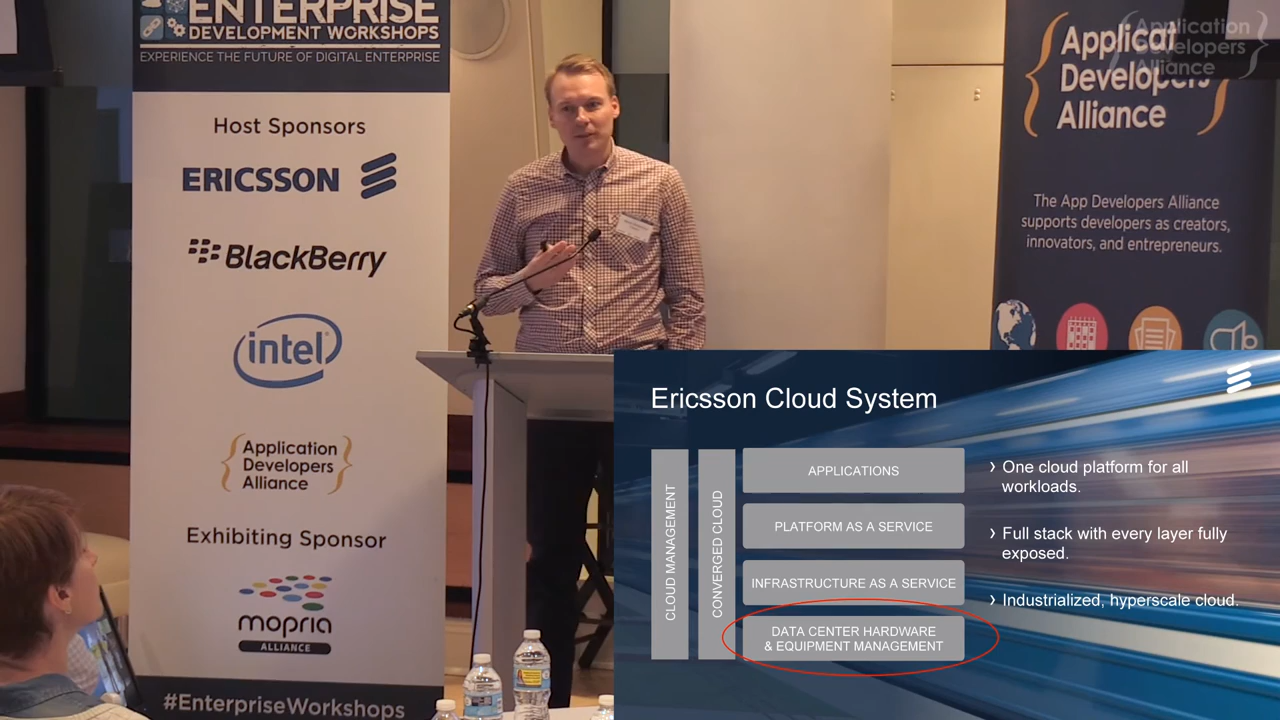 ENTERPRISE
DEVELOPMENT WORKSHOPS
EXPERIENCE THE FUTURE OF DIGITAL ENTERPRISE
Host Sponsors
ERICSSON
BlackBerry
intel
Application
Developers
Alliance
Exhibiting Sponsor
mopria
ALLIANCE
#EnterpriseWorkshops
Applicat
Developers
Alliance
Application
Developers
Alliance
The App Developers Alliance
supports developers as creators,
innovators, and entrepreneurs.
Ericsson Cloud System
CLOUD MANAGEMENT
CONVERGED CLOUD
APPLICATIONS
PLATFORM AS A SERVICE
INFRASTRUCTURE AS A SERVICE
DATA CENTER HARDWARE
& EQUIPMENT MANAGEMENT
› One cloud platform for all
workloads.
› Full stack with every layer fully
exposed.
› Industrialized, hyperscale cloud.